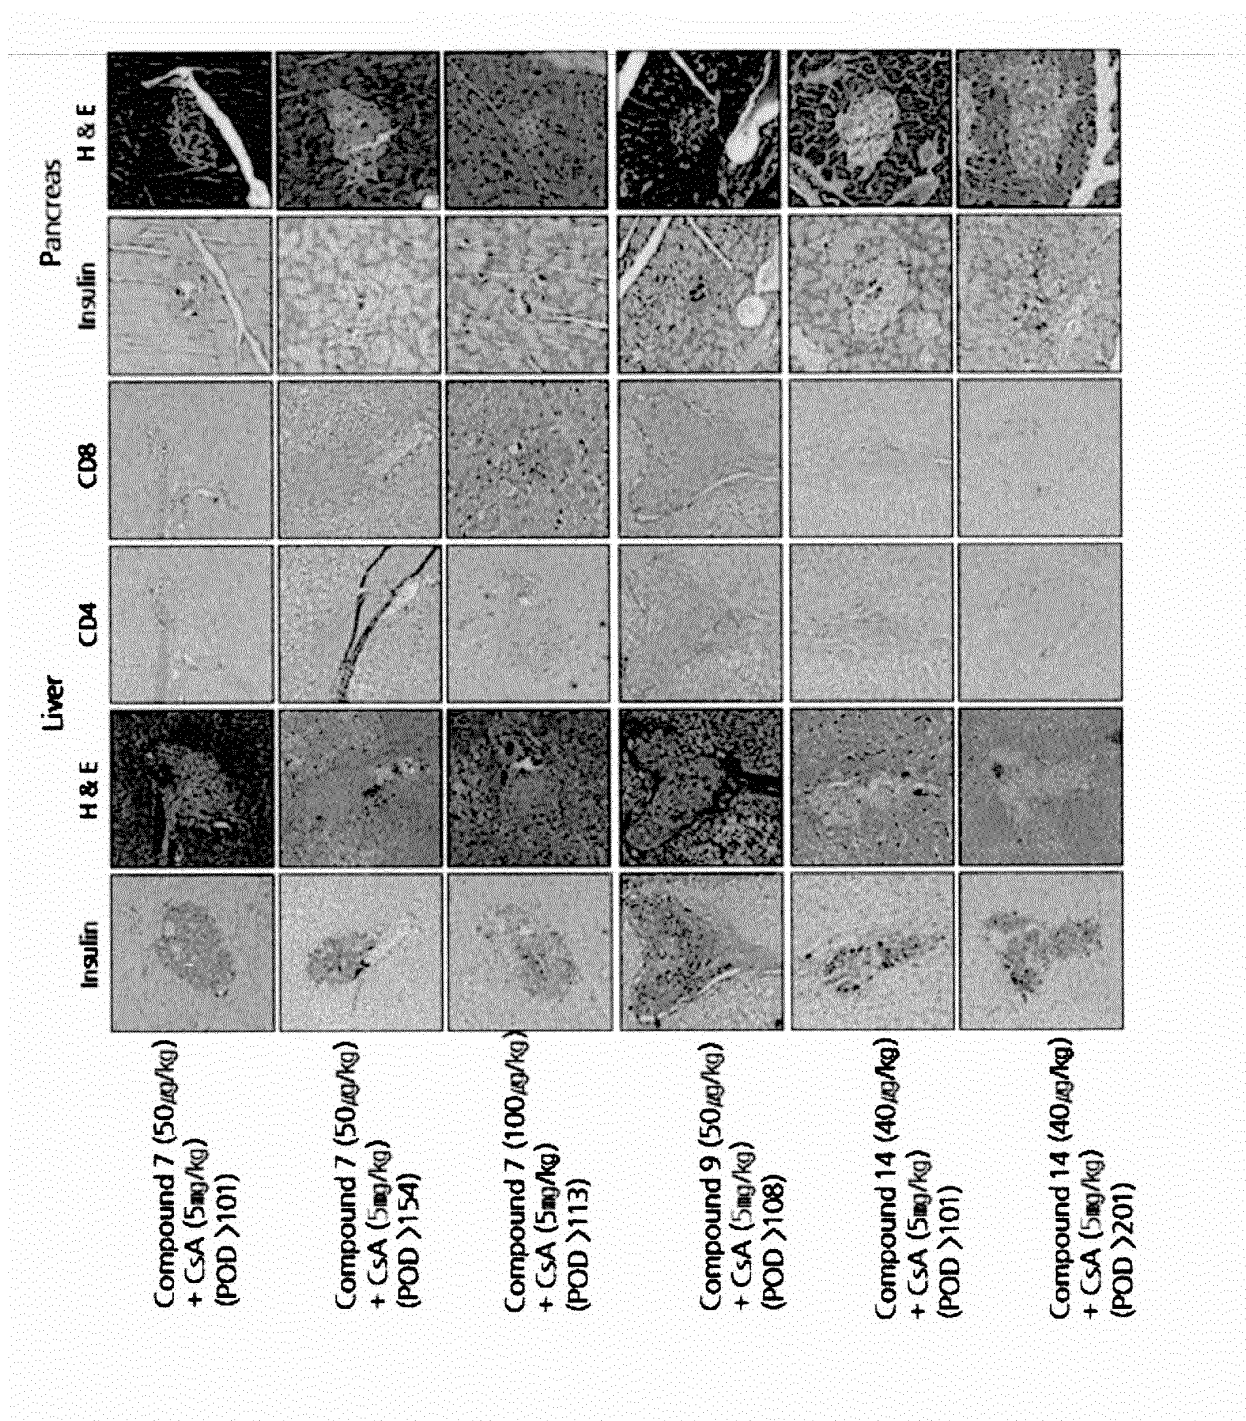 Liver
Pancreas
Insulin
H & E
CD4
CD8
Insulin
H & E
Compound 7 (50㎍/kg)
+ CsA (5㎎/kg)
(POD >101)
Compound 7 (50㎍/kg)
+ CsA (5㎎/kg)
(POD >154)
Compound 7 (100㎍/kg)
+ CsA (5㎎/kg)
(POD >113)
Compound 9 (50㎍/kg)
+ CsA (5㎎/kg)
(POD >108)
Compound 14 (40㎍/kg)
+ CsA (5㎎/kg)
(POD >101)
Compound 14 (40㎍/kg)
+ CsA (5㎎/kg)
(POD >201)